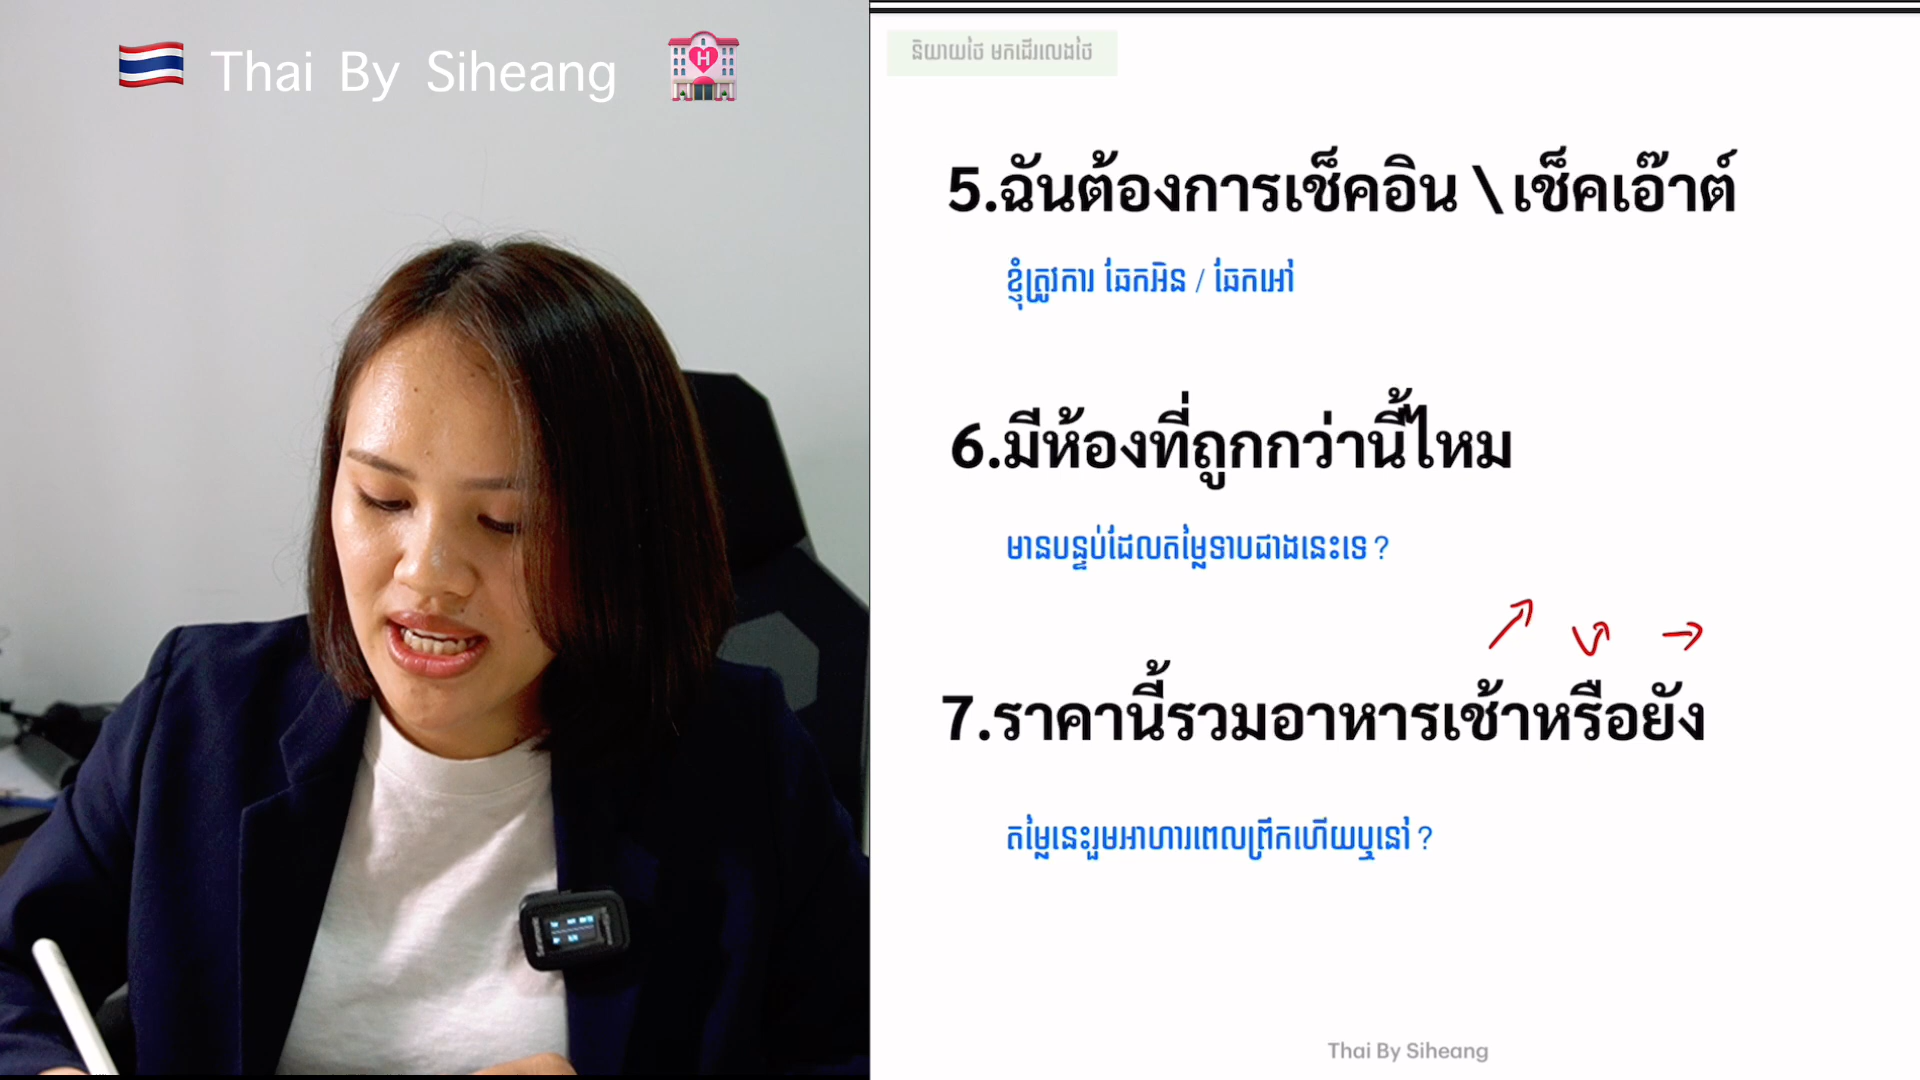 Thai By Siheang
និយាយថៃ មកដើរលេងថៃ
5.ฉันต้องการเช็คอิน \ เช็คเอ๊าต์
ខ្ញុំត្រូវការ ឆែកអិន / ឆែកអៅ
6.มีห้องที่ถูกกว่านี้ไหม
មានបន្ទប់ដែលតម្លៃទាបជាងនេះទេ ?
7.ราคานี้รวมอาหารเช้าหรือยัง
តម្លៃនេះរួមអាហារពេលព្រឹកហើយឬនៅ ?
Thai By Siheang